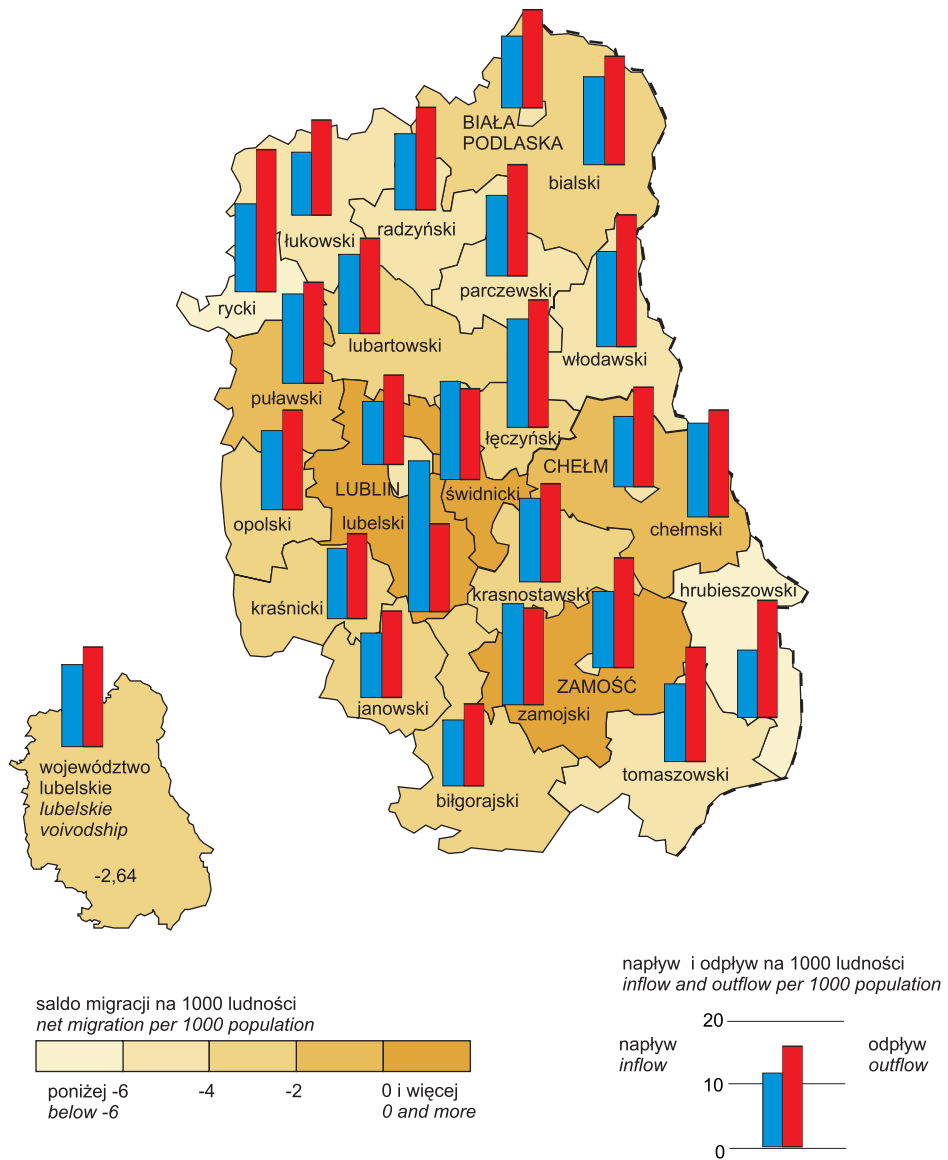 BIAŁA
PODLASKA
bialski
radzyński
łukowski
parczewski
rycki
lubartowski
włodawski
puławski
łęczyński
CHEŁM
LUBLIN
świdnicki
opolski
lubelski
chełmski
kraśnicki
krasnostawski
hrubieszowski
janowski
ZAMOŚĆ
zamojski
tomaszowski
biłgorajski
województwo
lubelskie
lubelskie
voivodship
-2,64
saldo migracji na 1000 ludności
net migration per 1000 population
poniżej -6
below -6
-4
-2
0 i więcej
0 and more
napływ i odpływ na 1000 ludności
inflow and outflow per 1000 population
20
napływ
inflow
odpływ
outflow
10
0